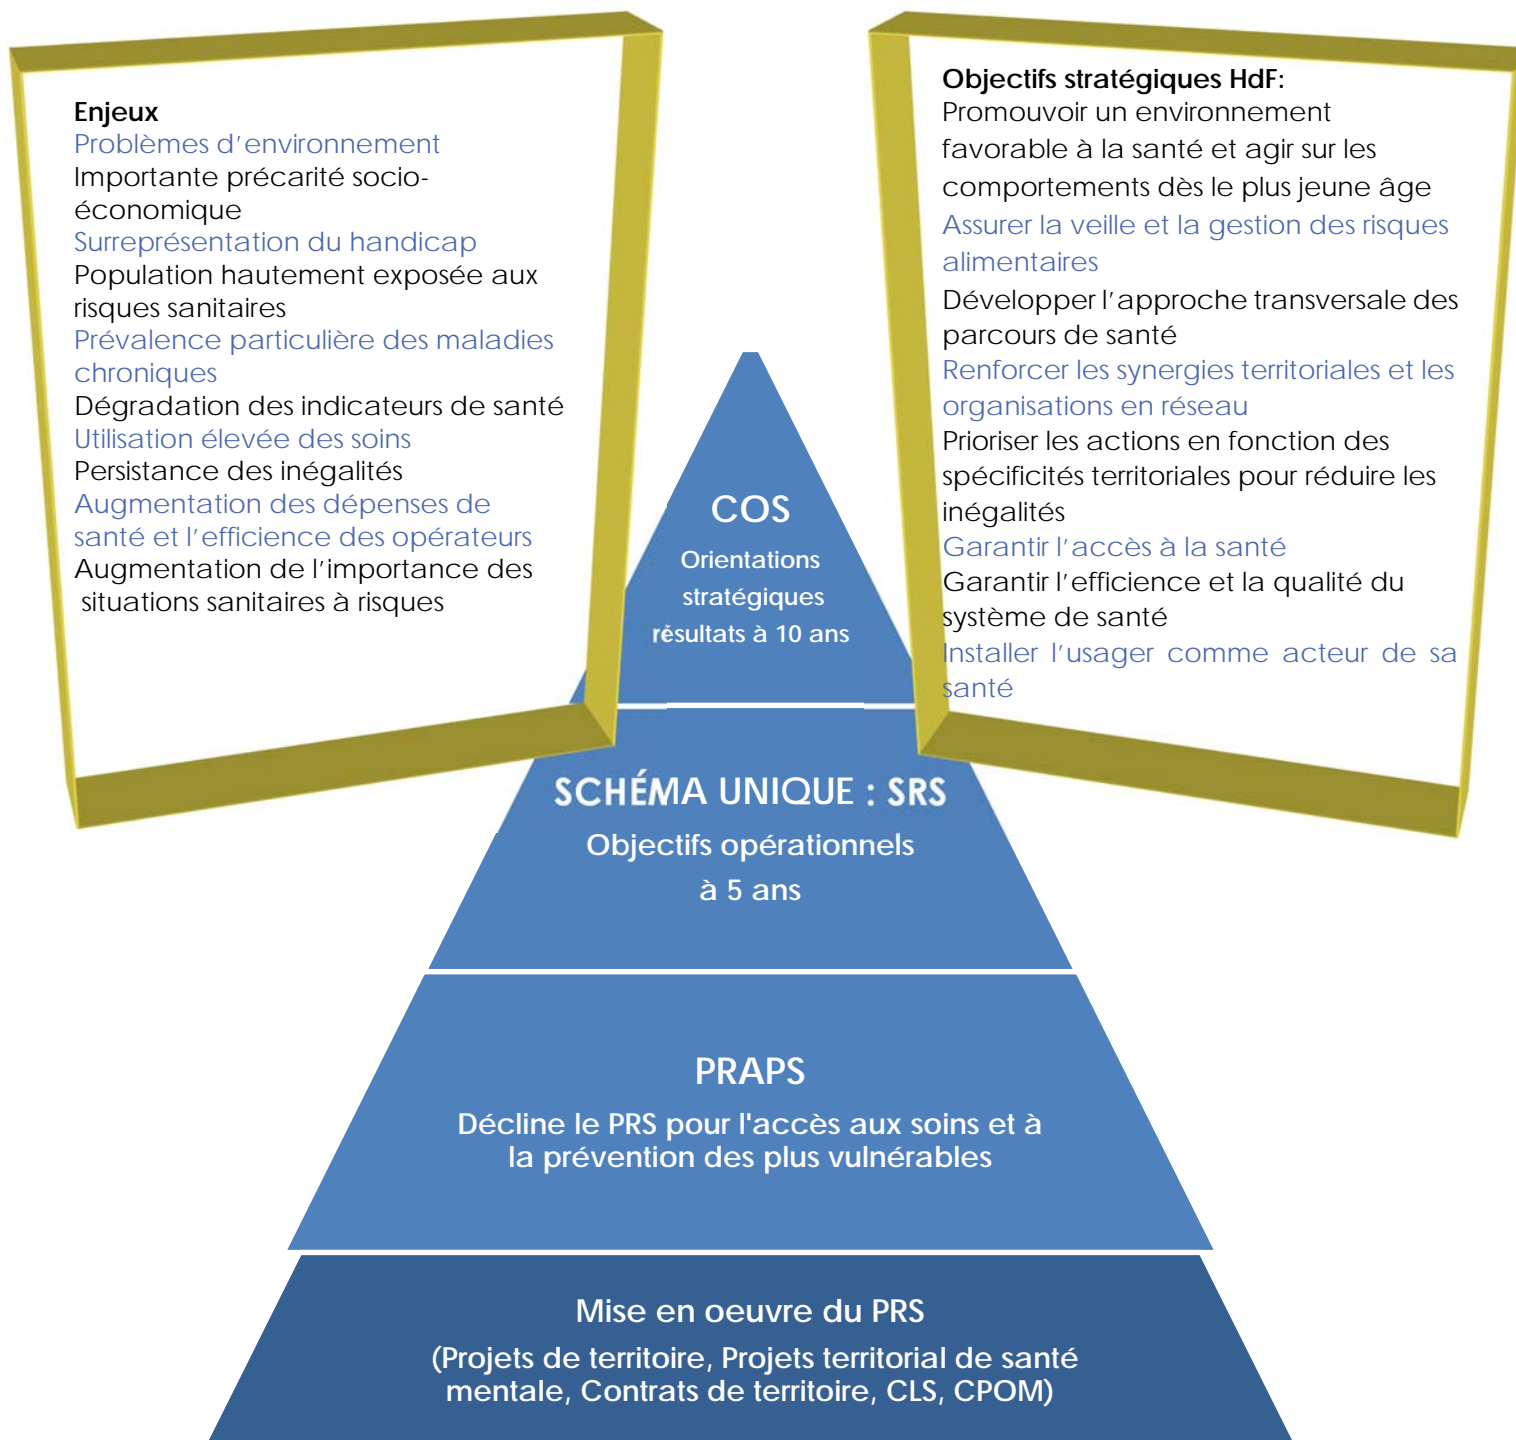 Enjeux
Problèmes d’environnement
Importante précarité socio-
économique
Surreprésentation du handicap
Population hautement exposée aux
risques sanitaires
Prévalence particulière des maladies
chroniques
Dégradation des indicateurs de santé
Utilisation élevée des soins
Persistance des inégalités
Augmentation des dépenses de
santé et l’efficience des opérateurs
Augmentation de l’importance des
situations sanitaires à risques
Objectifs stratégiques HdF:
Promouvoir un environnement
favorable à la santé et agir sur les
comportements dès le plus jeune âge
Assurer la veille et la gestion des risques
alimentaires
Développer l’approche transversale des
parcours de santé
Renforcer les synergies territoriales et les
organisations en réseau
Prioriser les actions en fonction des
spécificités territoriales pour réduire les
inégalités
Garantir l’accès à la santé
Garantir l’efficience et la qualité du
système de santé
Installer l’usager comme acteur de sa
santé
COS
Orientations
stratégiques
résultats à 10 ans
SCHÉMA UNIQUE : SRS
Objectifs opérationnels
à 5 ans
PRAPS
Décline le PRS pour l'accès aux soins et à
la prévention des plus vulnérables
Mise en oeuvre du PRS
(Projets de territoire, Projets territorial de santé
mentale, Contrats de territoire, CLS, CPOM)